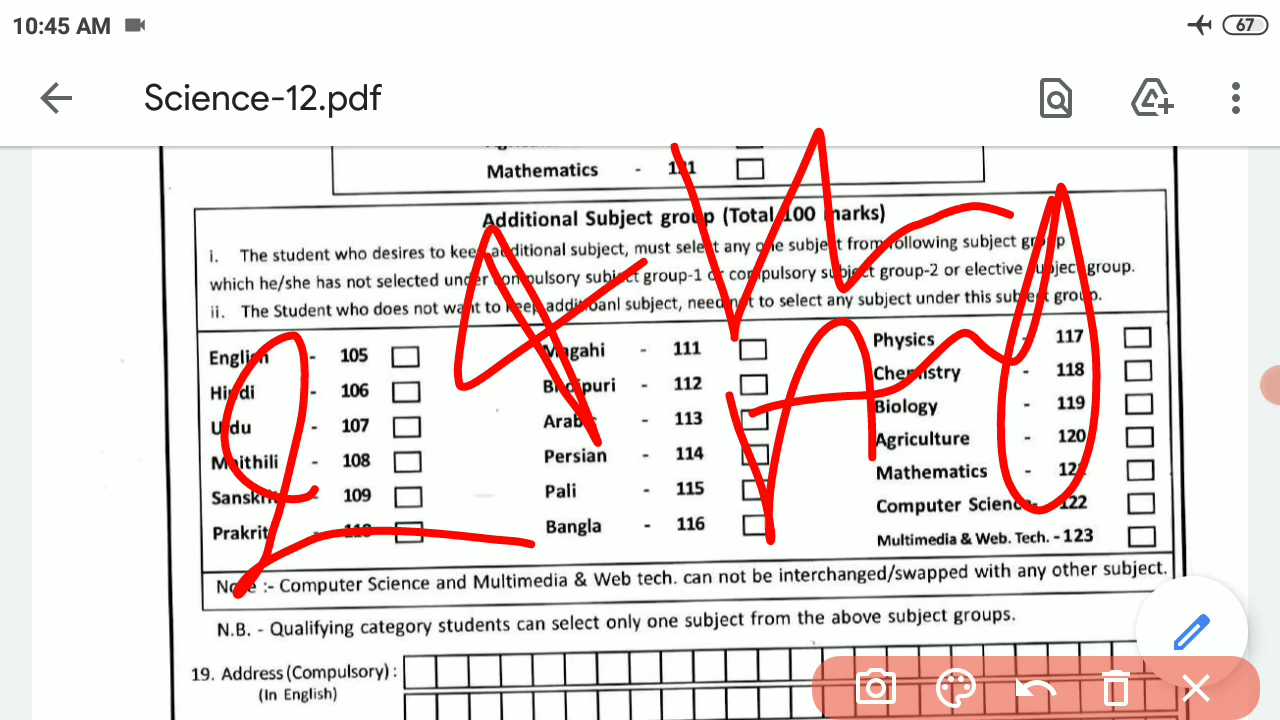 10:45 AM
67
Science-12.pdf
Mathematics - 121
Additional Subject group (Total 100 marks)
i. The student who desires to keep additional subject, must select any one subject from following subject group
which he/she has not selected under compulsory subject group-1 or compulsory subject group-2 or elective subject group.
ii. The Student who does not want to keep additioanl subject, need not to select any subject under this subject group.
English - 105 Magahi - 111 Physics - 117
Hindi - 106 Bhojpuri - 112 Chemistry - 118
Urdu - 107 Arabic - 113 Biology - 119
Maithili - 108 Persian - 114 Agriculture - 120
Sanskrit - 109 Pali - 115 Mathematics - 121
Prakrit - 110 Bangla - 116 Computer Science - 122
Multimedia & Web. Tech. - 123
Note :- Computer Science and Multimedia & Web tech. can not be interchanged/swapped with any other subject.
N.B. - Qualifying category students can select only one subject from the above subject groups.
19. Address (Compulsory) :
(In English)